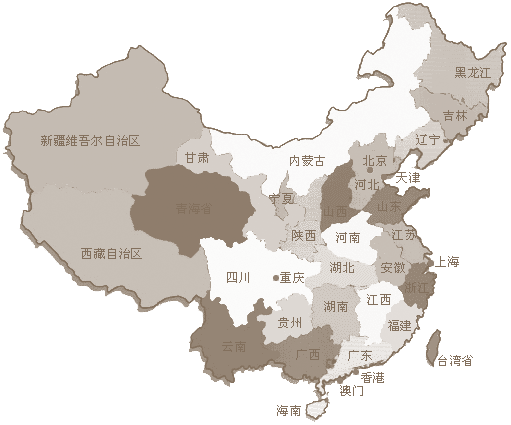 黑龙江
吉林
辽宁
新疆維吾尔自治区
甘肃
内蒙古
北京
天津
河北
宁夏
青海省
山西
山东
陕西
河南
江苏
西藏自治区
上海
四川
重庆
湖北
安徽
浙江
湖南
江西
贵州
福建
云南
广西
广东
台湾省
香港
澳门
海南